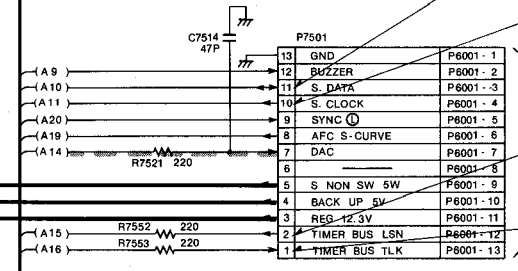 C7514
47P
P7501
13 GND P6001 - 1
(A9) 12 BUZZER P6001 - 2
(A10) 11 S. DATA P6001 - 3
(A11) 10 S. CLOCK P6001 - 4
(A20) 9 SYNC Ⓛ P6001 - 5
(A19) 8 AFC S-CURVE P6001 - 6
(A14) 7 DAC P6001 - 7
R7521 220
6 P6001 - 8
5 S NON SW 5W P6001 - 9
4 BACK UP 5V P6001 - 10
3 REG 12.3V P6001 - 11
R7552 220
(A15) 2 TIMER BUS LSN P6001 - 12
R7553 220
(A16) 1 TIMER BUS TLK P6001 - 13